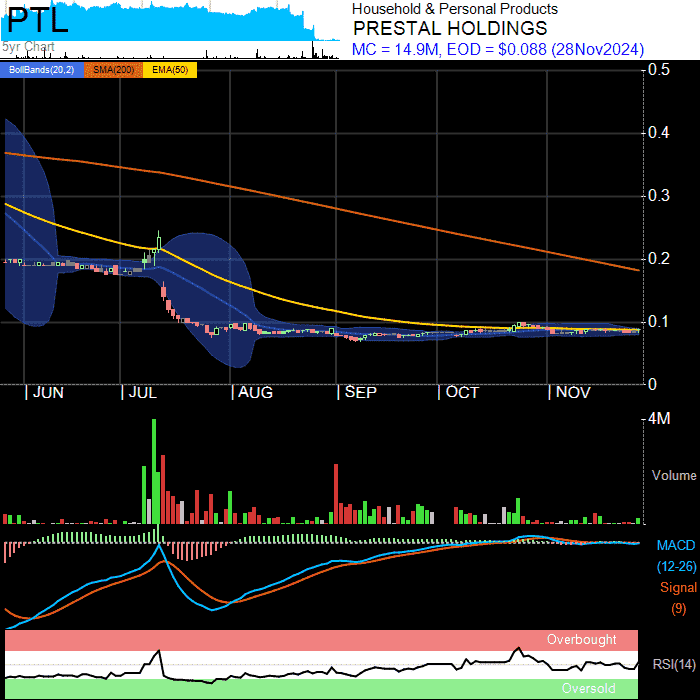 PTL
5yr Chart
Household & Personal Products
PRESTAL HOLDINGS
MC = 14.9M, EOD = $0.088 (28Nov2024)
BollBands(20,2) SMA(200) EMA(50)
0.5
0.4
0.3
0.2
0.1
0
JUN JUL AUG SEP OCT NOV
4M
Volume
MACD
(12-26)
Signal
(9)
Overbought
RSI(14)
Oversold